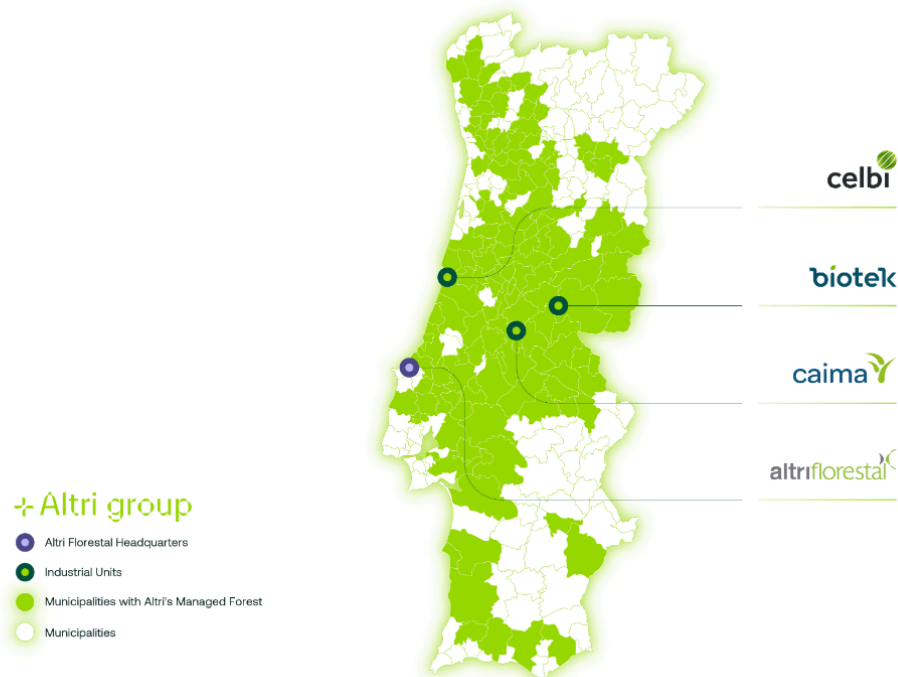 celbi
biotek
caima
altriflorestal
Altri group
Altri Florestal Headquarters
Industrial Units
Municipalities with Altri's Managed Forest
Municipalities